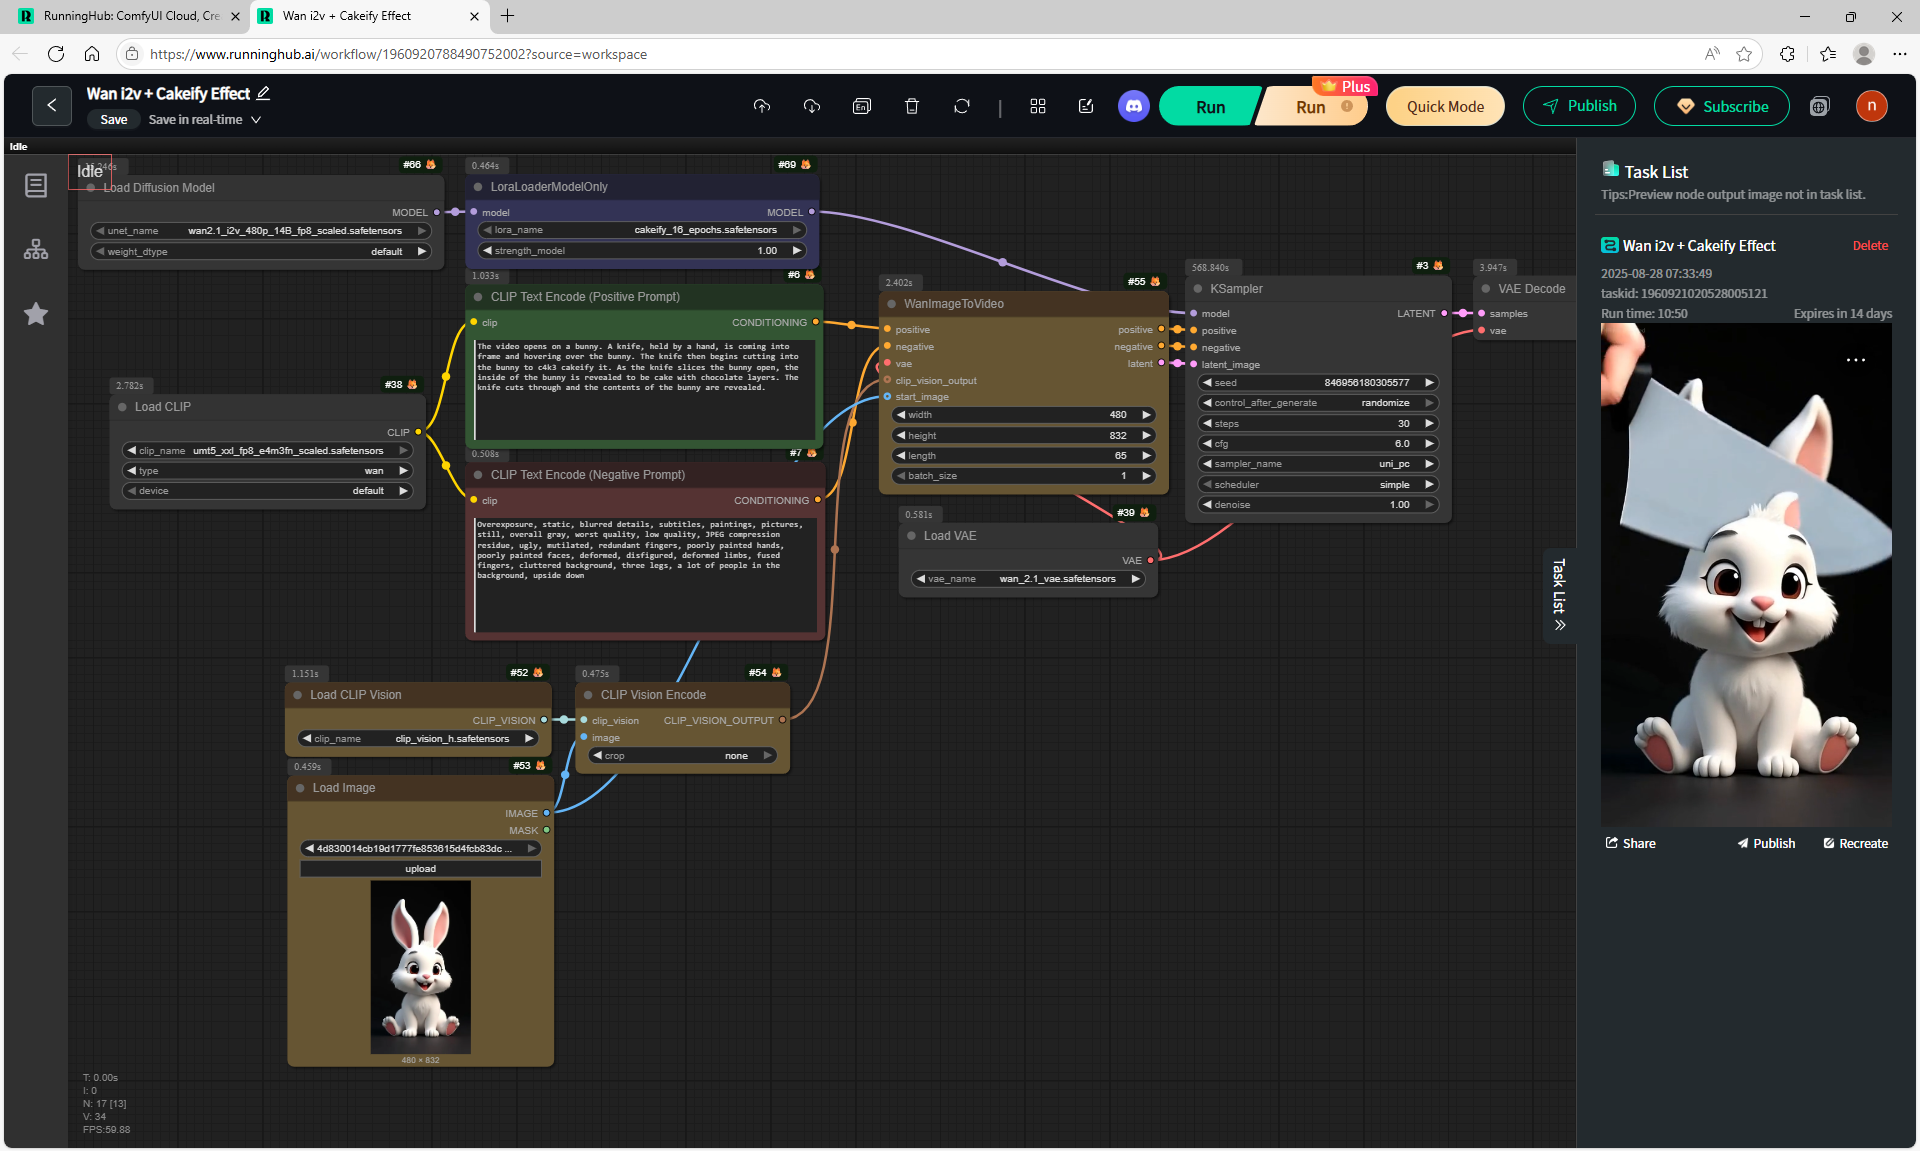 RunningHub: ComfyUI Cloud, Cre
Wan i2v + Cakeify Effect
https://www.runninghub.ai/workflow/1960920788490752002?source=workspace
Wan i2v + Cakeify Effect
Save
Save in real-time
En
Run
Run
Plus
Quick Mode
Publish
Subscribe
n
Idle
Idle
#66
Load Diffusion Model
MODEL
unet_name wan2.1_i2v_480p_14B_fp8_scaled.safetensors
weight_dtype default
0.464s
#69
LoraLoaderModelOnly
model MODEL
lora_name cakeify_16_epochs.safetensors
strength_model 1.00
1.033s
#6
CLIP Text Encode (Positive Prompt)
clip CONDITIONING
The video opens on a bunny. A knife, held by a hand, is coming into
frame and hovering over the bunny. The knife then begins cutting into
the bunny to c4k3 cakeify it. As the knife slices the bunny open, the
inside of the bunny is revealed to be cake with chocolate layers. The
knife cuts through and the contents of the bunny are revealed.
2.782s
#38
Load CLIP
CLIP
clip_name umt5_xxl_fp8_e4m3fn_scaled.safetensors
type wan
device default
0.508s
#7
CLIP Text Encode (Negative Prompt)
clip CONDITIONING
Overexposure, static, blurred details, subtitles, paintings, pictures,
still, overall gray, worst quality, low quality, JPEG compression
residue, ugly, mutilated, redundant fingers, poorly painted hands,
poorly painted faces, deformed, disfigured, deformed limbs, fused
fingers, cluttered background, three legs, a lot of people in the
background, upside down
2.402s
#55
WanImageToVideo
positive positive
negative negative
vae latent
clip_vision_output
start_image
width 480
height 832
length 65
batch_size 1
568.840s
#3
KSampler
model LATENT
positive
negative
latent_image
seed 846956180305577
control_after_generate randomize
steps 30
cfg 6.0
sampler_name uni_pc
scheduler simple
denoise 1.00
3.947s
VAE Decode
samples
vae
0.581s
#39
Load VAE
VAE
vae_name wan_2.1_vae.safetensors
1.151s
#52
Load CLIP Vision
CLIP_VISION
clip_name clip_vision_h.safetensors
0.475s
#54
CLIP Vision Encode
clip_vision CLIP_VISION_OUTPUT
image
crop none
0.459s
#53
Load Image
IMAGE
MASK
4d830014cb19d1777fe853615d4fcb83dc ...
upload
480 × 832
T: 0.00s
I: 0
N: 17 [13]
V: 34
FPS:59.88
Task List
Task List
Tips:Preview node output image not in task list.
Wan i2v + Cakeify Effect
Delete
2025-08-28 07:33:49
taskid: 1960921020528005121
Run time: 10:50
Expires in 14 days
Share
Publish
Recreate